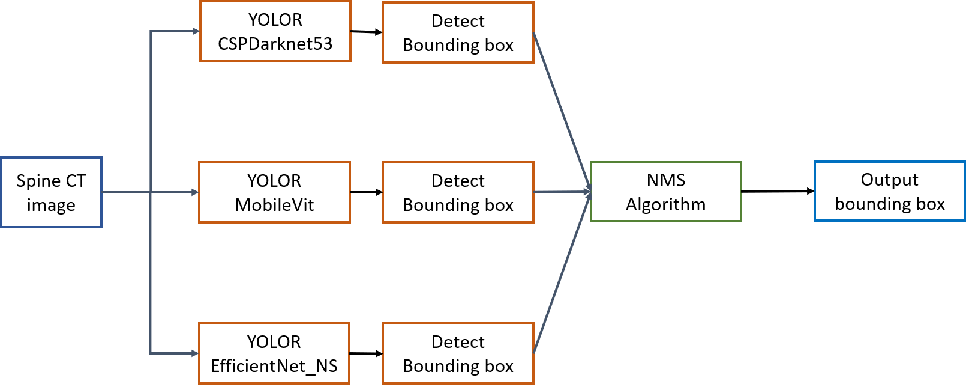 YOLOR
CSPDarknet53
Detect
Bounding box
Spine CT
image
YOLOR
MobileVit
Detect
Bounding box
NMS
Algorithm
Output
bounding box
YOLOR
EfficientNet_NS
Detect
Bounding box